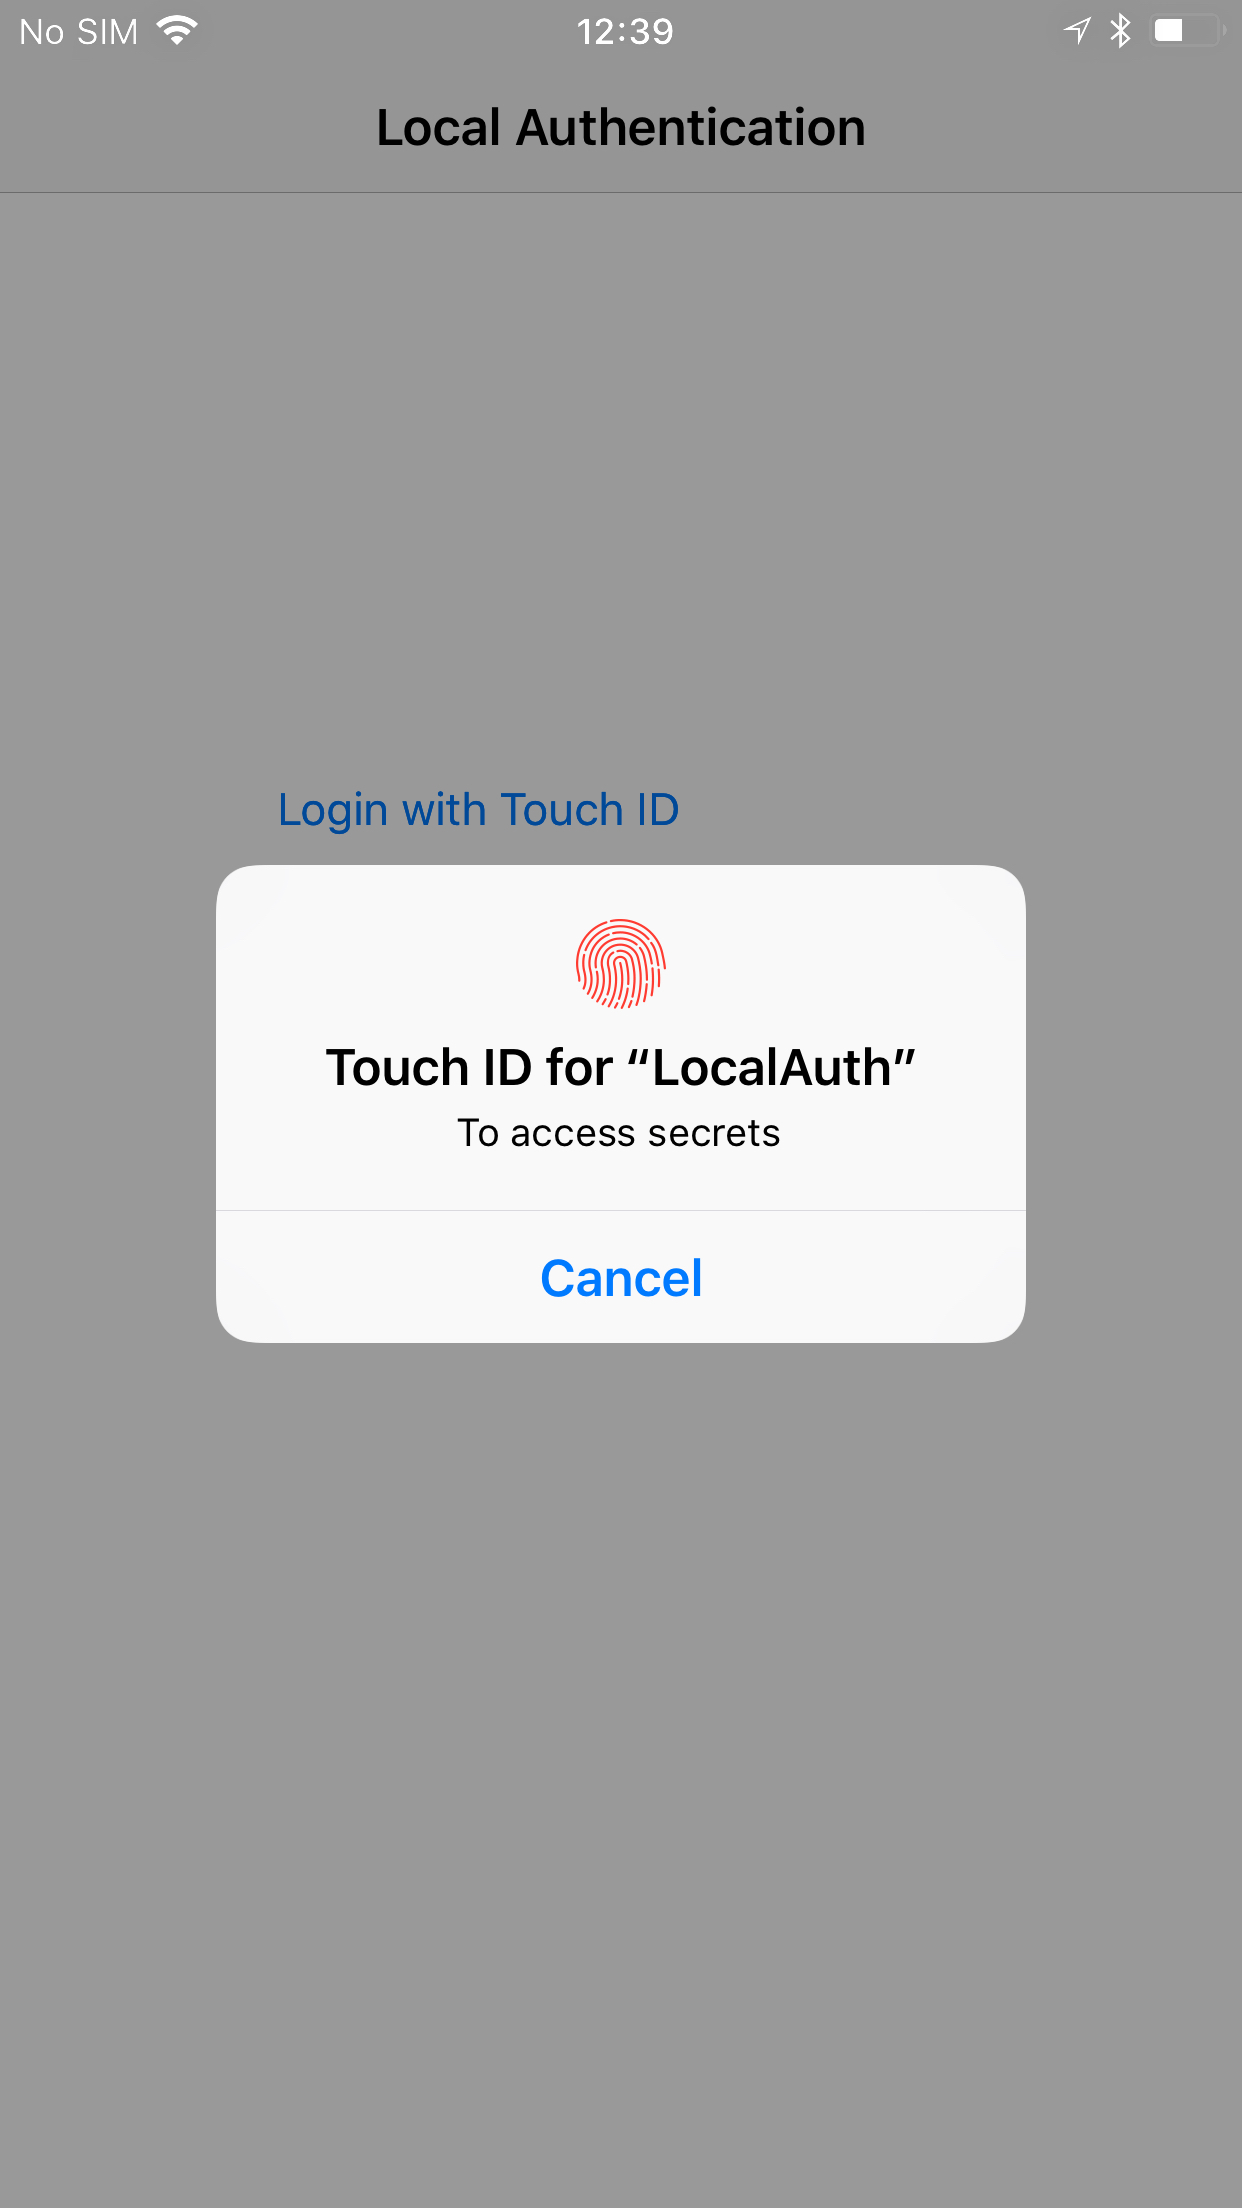 No SIM
12:39
Local Authentication
Login with Touch ID
Touch ID for “LocalAuth”
To access secrets
Cancel